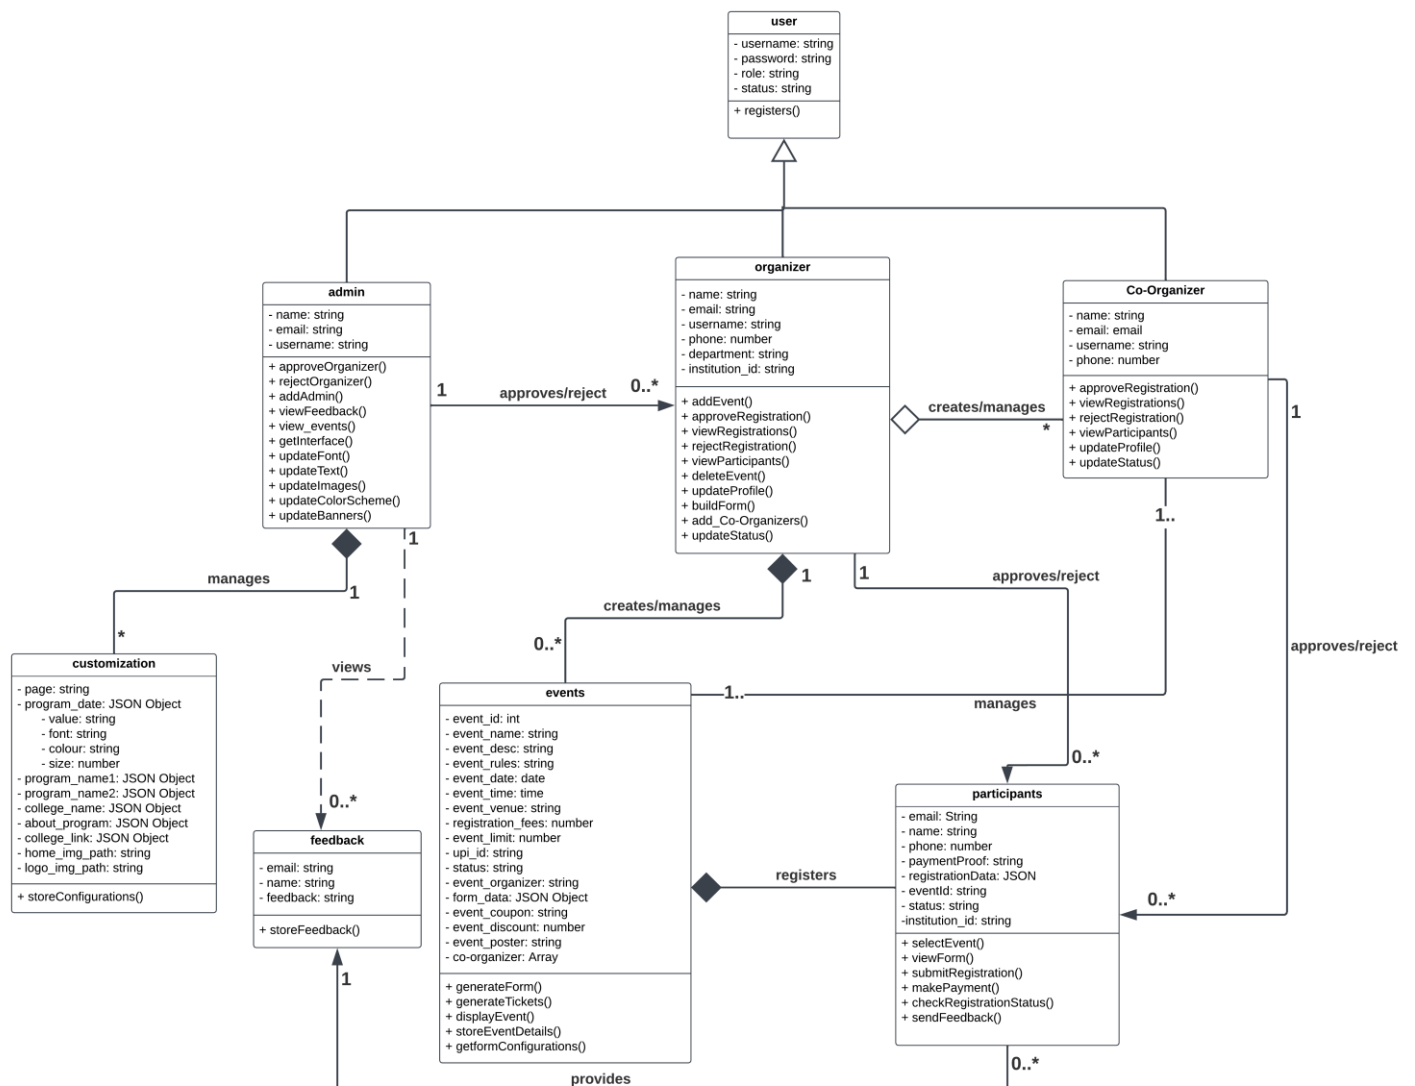 user
- username: string
- password: string
- role: string
- status: string
+ registers()
admin
- name: string
- email: string
- username: string
+ approveOrganizer()
+ rejectOrganizer()
+ addAdmin()
+ viewFeedback()
+ view_events()
+ getInterface()
+ updateFont()
+ updateText()
+ updateImages()
+ updateColorScheme()
+ updateBanners()
1
approves/reject
0..*
organizer
- name: string
- email: string
- username: string
- phone: number
- department: string
- institution_id: string
+ addEvent()
+ approveRegistration()
+ viewRegistrations()
+ rejectRegistration()
+ viewParticipants()
+ deleteEvent()
+ updateProfile()
+ buildForm()
+ add_Co-Organizers()
+ updateStatus()
creates/manages
*
Co-Organizer
- name: string
- email: email
- username: string
- phone: number
+ approveRegistration()
+ viewRegistrations()
+ rejectRegistration()
+ viewParticipants()
+ updateProfile()
+ updateStatus()
1
1..
approves/reject
manages
1
*
1
views
0..*
1
creates/manages
0..*
1
approves/reject
0..*
1..
manages
0..*
customization
- page: string
- program_date: JSON Object
- value: string
- font: string
- colour: string
- size: number
- program_name1: JSON Object
- program_name2: JSON Object
- college_name: JSON Object
- about_program: JSON Object
- college_link: JSON Object
- home_img_path: string
- logo_img_path: string
+ storeConfigurations()
feedback
- email: string
- name: string
- feedback: string
+ storeFeedback()
1
events
- event_id: int
- event_name: string
- event_desc: string
- event_rules: string
- event_date: date
- event_time: time
- event_venue: string
- registration_fees: number
- event_limit: number
- upi_id: string
- status: string
- event_organizer: string
- form_data: JSON Object
- event_coupon: string
- event_discount: number
- event_poster: string
- co-organizer: Array
+ generateForm()
+ generateTickets()
+ displayEvent()
+ storeEventDetails()
+ getformConfigurations()
registers
participants
- email: String
- name: string
- phone: number
- paymentProof: string
- registrationData: JSON
- eventId: string
- status: string
-institution_id: string
+ selectEvent()
+ viewForm()
+ submitRegistration()
+ makePayment()
+ checkRegistrationStatus()
+ sendFeedback()
0..*
provides